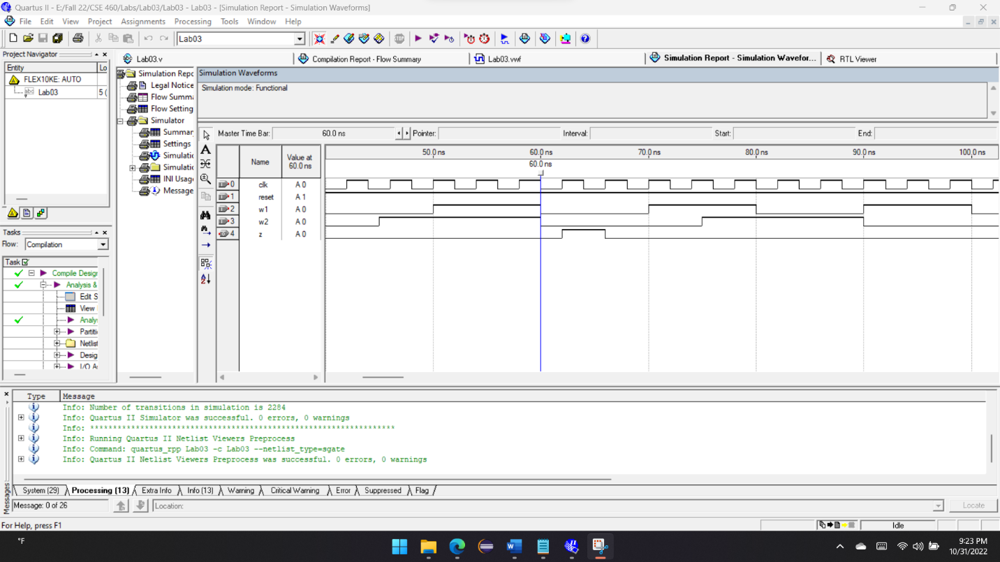 Quartus II - E:/Fall 22/CSE 460/Labs/Lab03/Lab03 - Lab03 - [Simulation Report - Simulation Waveforms]
File Edit View Project Assignments Processing Tools Window Help
Lab03
Project Navigator
Entity Lo
FLEX10KE: AUTO
Lab03 5 (
Tasks
Flow: Compilation
Task
Compile Design
Analysis &
Edit S
View
Analy
Partiti
Netlist
Desig
I/O A
Lab03.v
Compilation Report - Flow Summary
Lab03.vwf
Simulation Report - Simulation Wavefor...
RTL Viewer
Simulation Repo
Legal Notice
Flow Summa
Flow Setting
Simulator
Summar
Settings
Simulatio
Simulatio
INI Usage
Message
Simulation Waveforms
Simulation mode: Functional
Master Time Bar: 60.0 ns Pointer: Interval: Start: End:
Name Value at 60.0 ns
50.0 ns 60.0 ns 70.0 ns 80.0 ns 90.0 ns 100.0 ns
60.0 ns
0 clk A 0
1 reset A 1
2 w1 A 0
3 w2 A 0
4 z A 0
Type Message
Info: Number of transitions in simulation is 2284
Info: Quartus II Simulator was successful. 0 errors, 0 warnings
Info: *******************************************************************
Info: Running Quartus II Netlist Viewers Preprocess
Info: Command: quartus_rpp Lab03 -c Lab03 --netlist_type=sgate
Info: Quartus II Netlist Viewers Preprocess was successful. 0 errors, 0 warnings
System (29) Processing (13) Extra Info Info (13) Warning Critical Warning Error Suppressed Flag
Messages
Message: 0 of 26 Location: Locate
For Help, press F1 Idle
°F
9:23 PM
10/31/2022